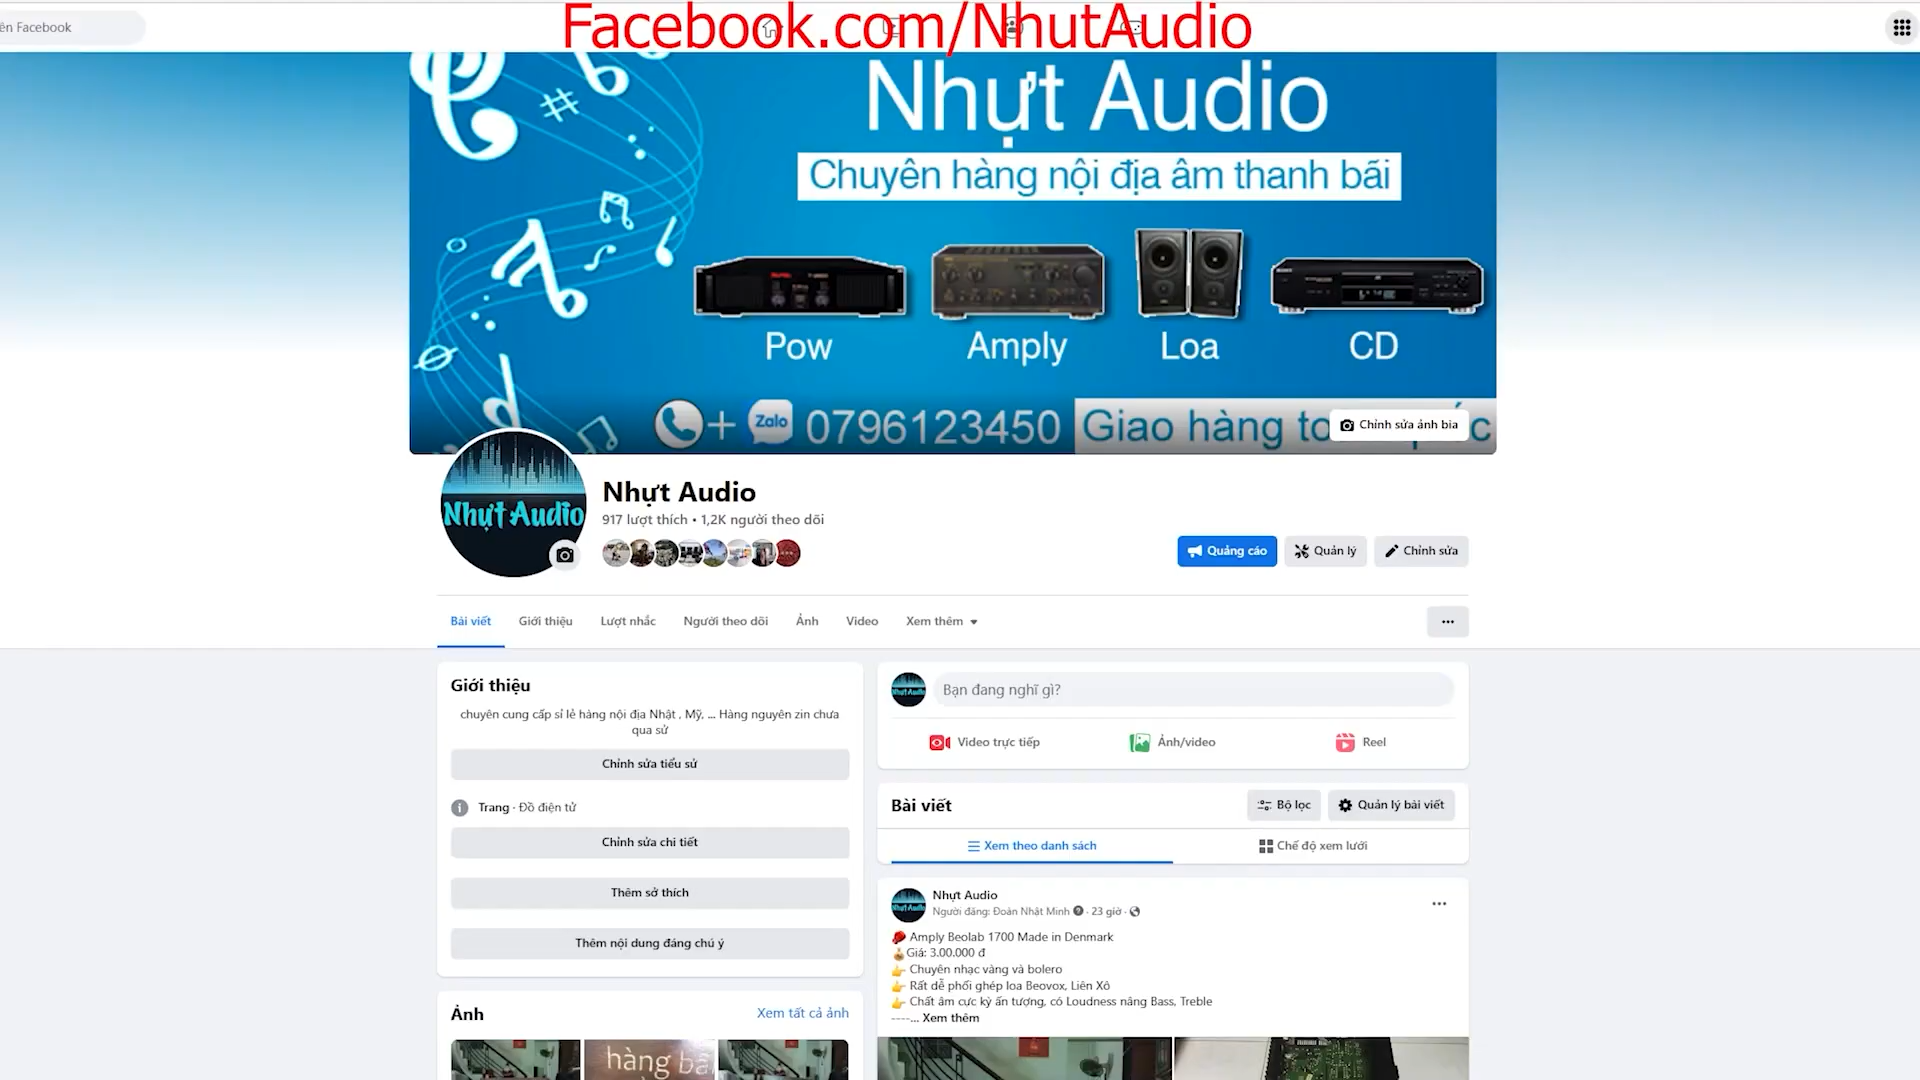 ên Facebook
Facebook.com/NhutAudio
Nhựt Audio
Chuyên hàng nội địa âm thanh bãi
Pow
Amply
Loa
CD
+ Zalo 0796123450 Giao hàng to
Chỉnh sửa ảnh bìa
Nhựt Audio
Nhựt Audio
917 lượt thích • 1,2K người theo dõi
Quảng cáo
Quản lý
Chỉnh sửa
Bài viết
Giới thiệu
Lượt nhắc
Người theo dõi
Ảnh
Video
Xem thêm
Giới thiệu
chuyên cung cấp sỉ lẻ hàng nội địa Nhật , Mỹ, ... Hàng nguyên zin chưa
qua sử
Chỉnh sửa tiểu sử
Trang · Đồ điện tử
Chỉnh sửa chi tiết
Thêm sở thích
Thêm nội dung đáng chú ý
Ảnh
Xem tất cả ảnh
hàng bã
Bạn đang nghĩ gì?
Video trực tiếp
Ảnh/video
Reel
Bài viết
Bộ lọc
Quản lý bài viết
Xem theo danh sách
Chế độ xem lưới
Nhựt Audio
Người đăng: Đoàn Nhật Minh · 23 giờ ·
Amply Beolab 1700 Made in Denmark
Giá: 3.00.000 đ
Chuyên nhạc vàng và bolero
Rất dễ phối ghép loa Beovox, Liên Xô
Chất âm cực kỳ ấn tượng, có Loudness nâng Bass, Treble
----... Xem thêm